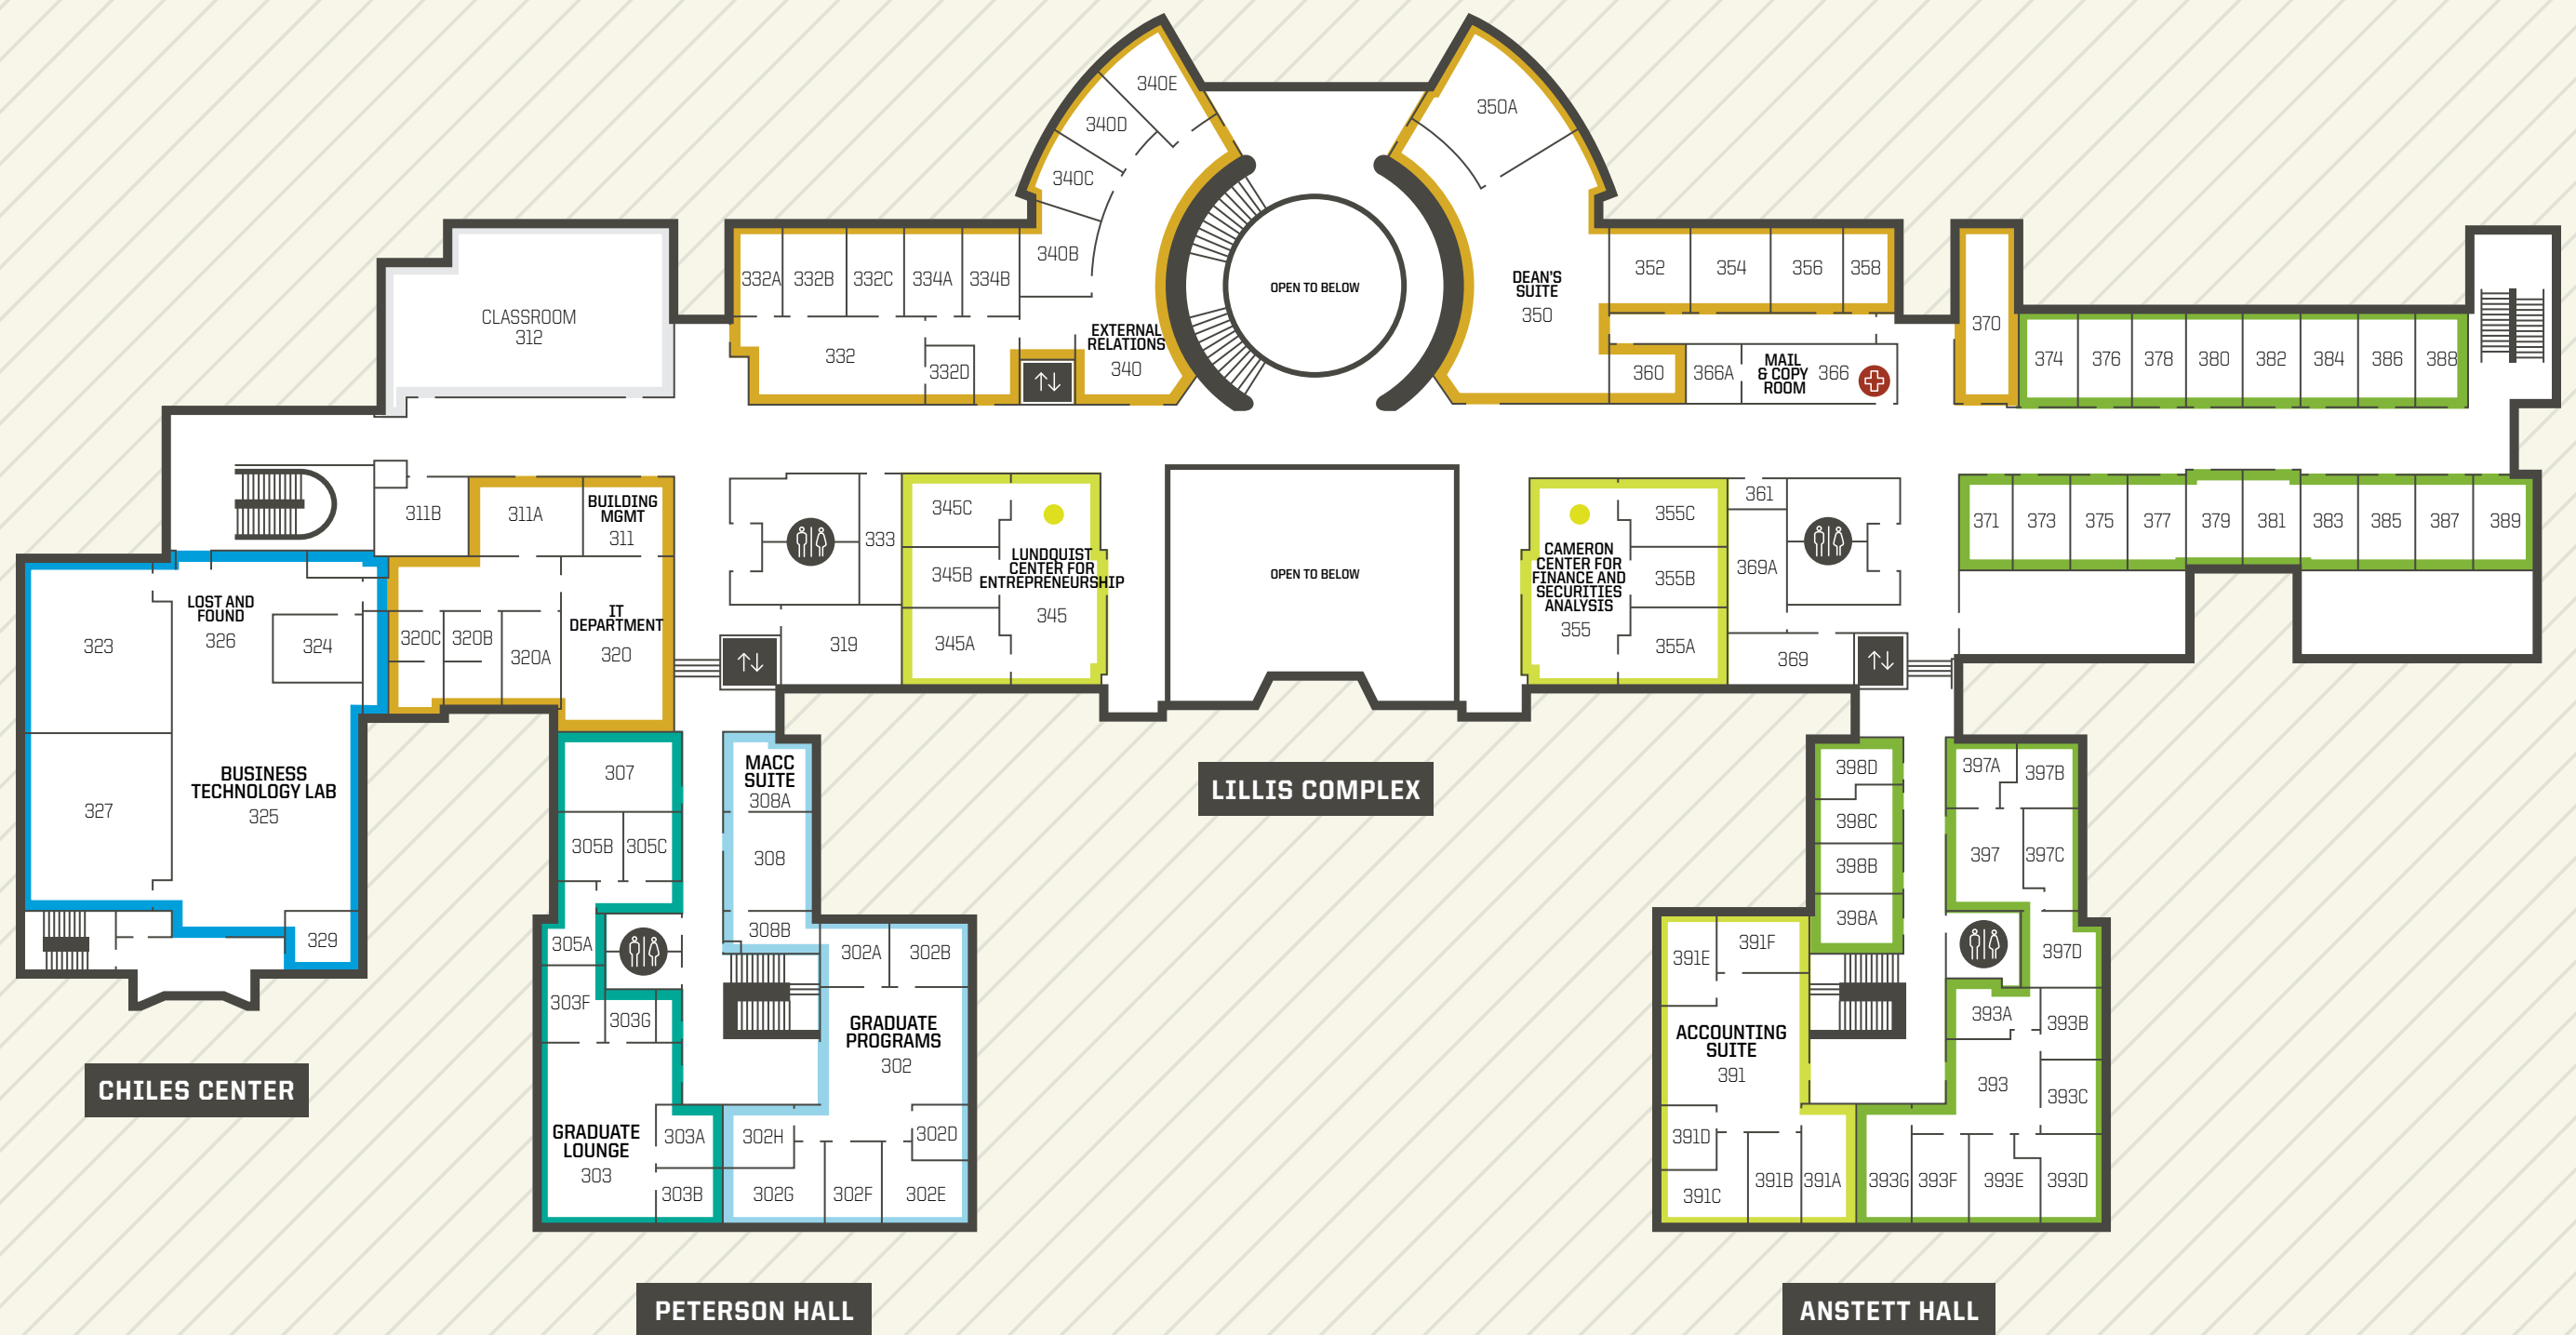 340E
340D
340C
340B
350A
CLASSROOM
312
332A
332B
332C
334A
334B
332
332D
EXTERNAL
RELATIONS
340
OPEN TO BELOW
DEAN'S
SUITE
350
352
354
356
358
360
366A
MAIL
& COPY
ROOM
366
370
374
376
378
380
382
384
386
388
311B
311A
BUILDING
MGMT
311
333
345C
345B
345A
LUNDQUIST
CENTER FOR
ENTREPRENEURSHIP
345
319
OPEN TO BELOW
CAMERON
CENTER FOR
FINANCE AND
SECURITIES
ANALYSIS
355
355C
355B
355A
361
369A
369
371
373
375
377
379
381
383
385
387
389
LOST AND
FOUND
326
323
324
320C
320B
320A
IT
DEPARTMENT
320
327
BUSINESS
TECHNOLOGY LAB
325
329
307
305B
305C
305A
303F
303G
GRADUATE
LOUNGE
303
303A
303B
MACC
SUITE
308A
308
308B
302A
302B
GRADUATE
PROGRAMS
302
302H
302D
302G
302F
302E
LILLIS COMPLEX
398D
398C
398B
398A
397A
397B
397
397C
397D
391E
391F
ACCOUNTING
SUITE
391
391D
391C
391B
391A
393A
393B
393
393C
393G
393F
393E
393D
CHILES CENTER
PETERSON HALL
ANSTETT HALL